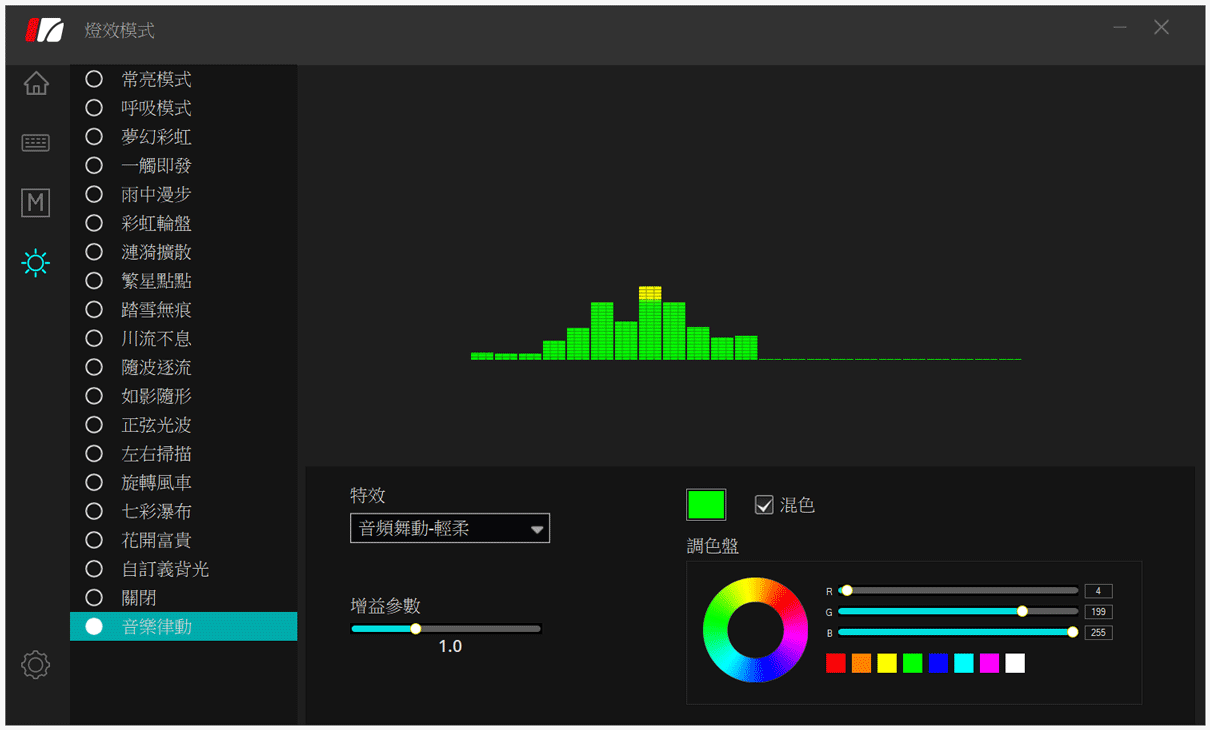 燈效模式
常亮模式
呼吸模式
夢幻彩虹
一觸即發
雨中漫步
彩虹輪盤
漣漪擴散
繁星點點
踏雪無痕
川流不息
隨波逐流
如影隨形
正弦光波
左右掃描
旋轉風車
七彩瀑布
花開富貴
自訂義背光
關閉
音樂律動
M
特效
音頻舞動-輕柔
增益參數
1.0
混色
調色盤
R 4
G 199
B 255